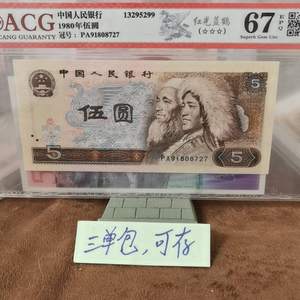 ACG
CANG GUARANTY
中国人民银行
1980年伍圆
冠号：PA91808727
13295299
红光蓝鹤
(☆☆☆)
67
EPQ
Superb Gem Unc
中国人民银行
伍圆
PA91808727
5
5
三单包，可存